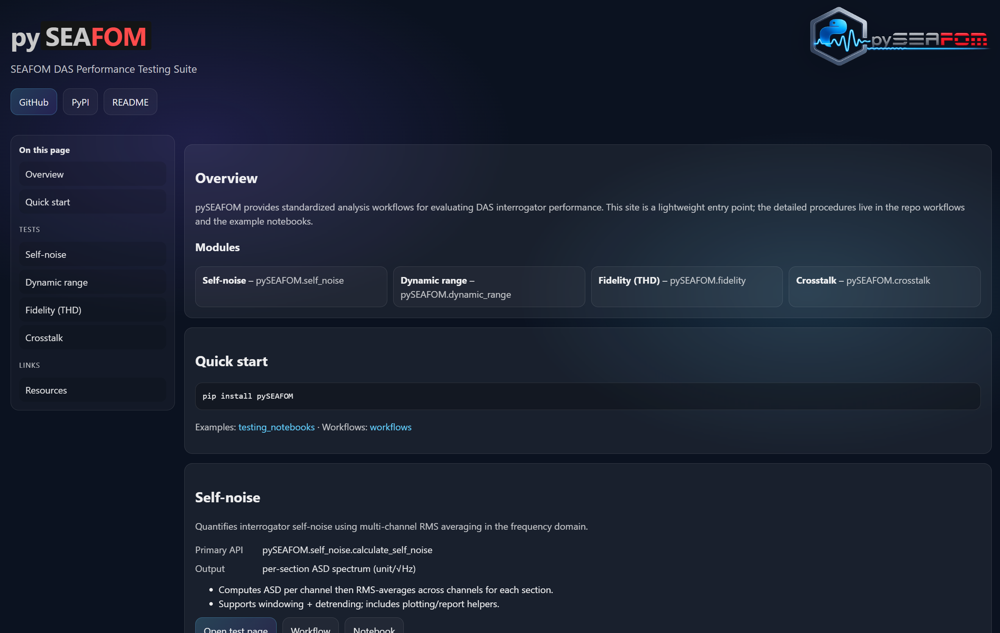 py SEAFOM
pySEAFOM
SEAFOM DAS Performance Testing Suite
GitHub
PyPI
README
On this page
Overview
Quick start
TESTS
Self-noise
Dynamic range
Fidelity (THD)
Crosstalk
LINKS
Resources
Overview
pySEAFOM provides standardized analysis workflows for evaluating DAS interrogator performance. This site is a lightweight entry point; the detailed procedures live in the repo workflows
and the example notebooks.
Modules
Self-noise – pySEAFOM.self_noise
Dynamic range –
pySEAFOM.dynamic_range
Fidelity (THD) – pySEAFOM.fidelity
Crosstalk – pySEAFOM.crosstalk
Quick start
pip install pySEAFOM
Examples: testing_notebooks · Workflows: workflows
Self-noise
Quantifies interrogator self-noise using multi-channel RMS averaging in the frequency domain.
Primary API pySEAFOM.self_noise.calculate_self_noise
Output per-section ASD spectrum (unit/√Hz)
• Computes ASD per channel then RMS-averages across channels for each section.
• Supports windowing + detrending; includes plotting/report helpers.
Open test page
Workflow
Notebook